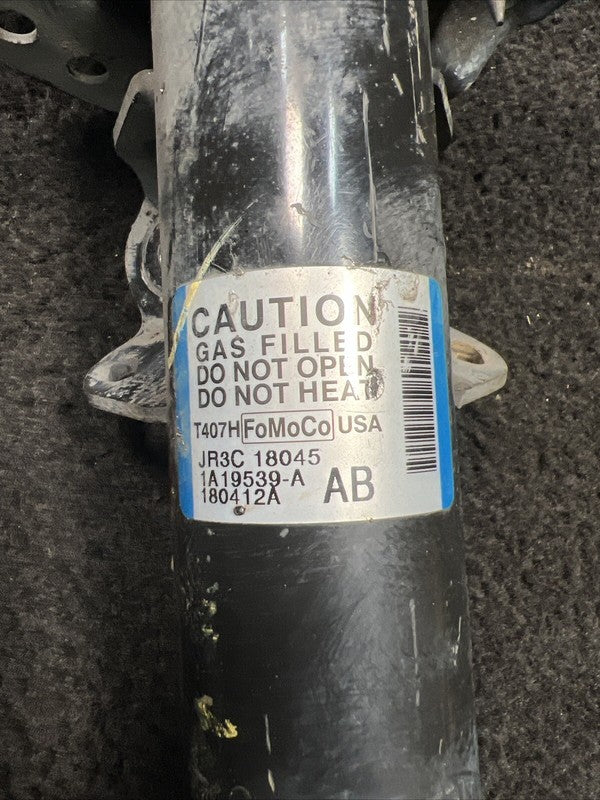 CAUTION
GAS FILLED
DO NOT OPEN
DO NOT HEAT
T407H FoMoCo USA
JR3C 18045
1A19539-A
180412A AB